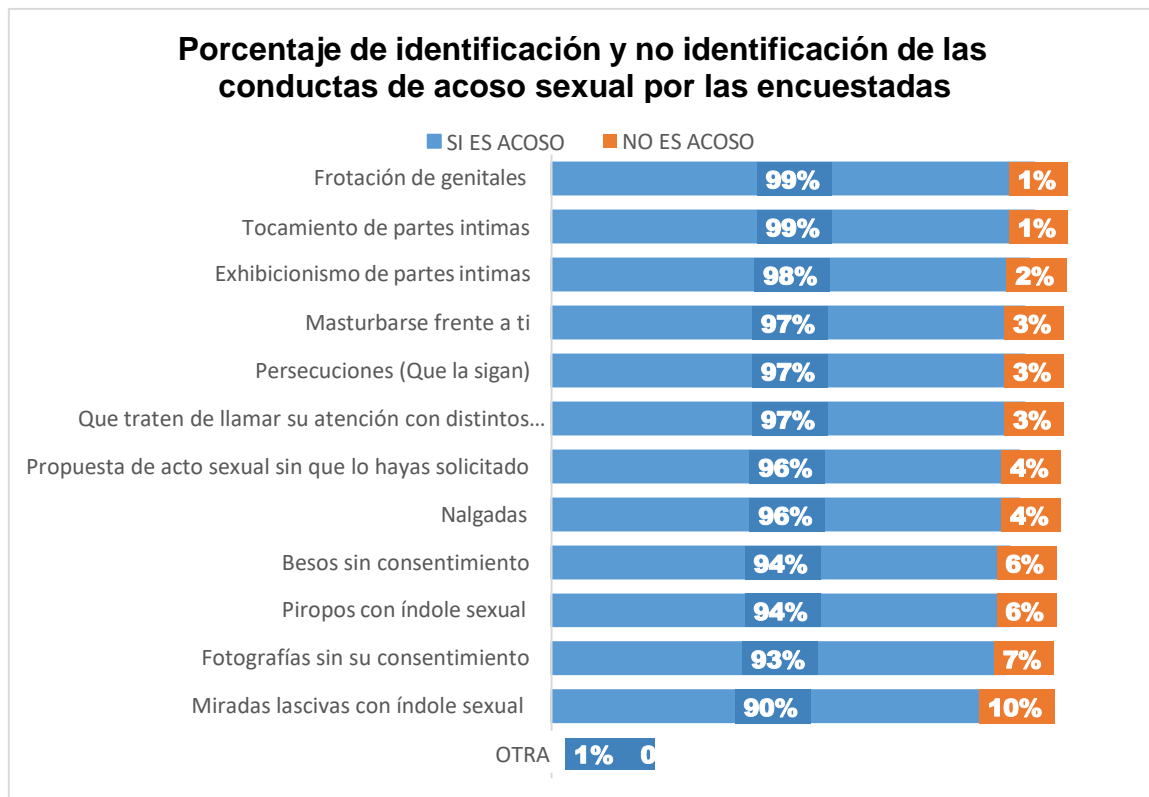 Porcentaje de identificación y no identificación de las
conductas de acoso sexual por las encuestadas
SI ES ACOSO NO ES ACOSO
Frotación de genitales 99% 1%
Tocamiento de partes intimas 99% 1%
Exhibicionismo de partes intimas 98% 2%
Masturbarse frente a ti 97% 3%
Persecuciones (Que la sigan) 97% 3%
Que traten de llamar su atención con distintos... 97% 3%
Propuesta de acto sexual sin que lo hayas solicitado 96% 4%
Nalgadas 96% 4%
Besos sin consentimiento 94% 6%
Piropos con índole sexual 94% 6%
Fotografías sin su consentimiento 93% 7%
Miradas lascivas con índole sexual 90% 10%
OTRA 1% 0